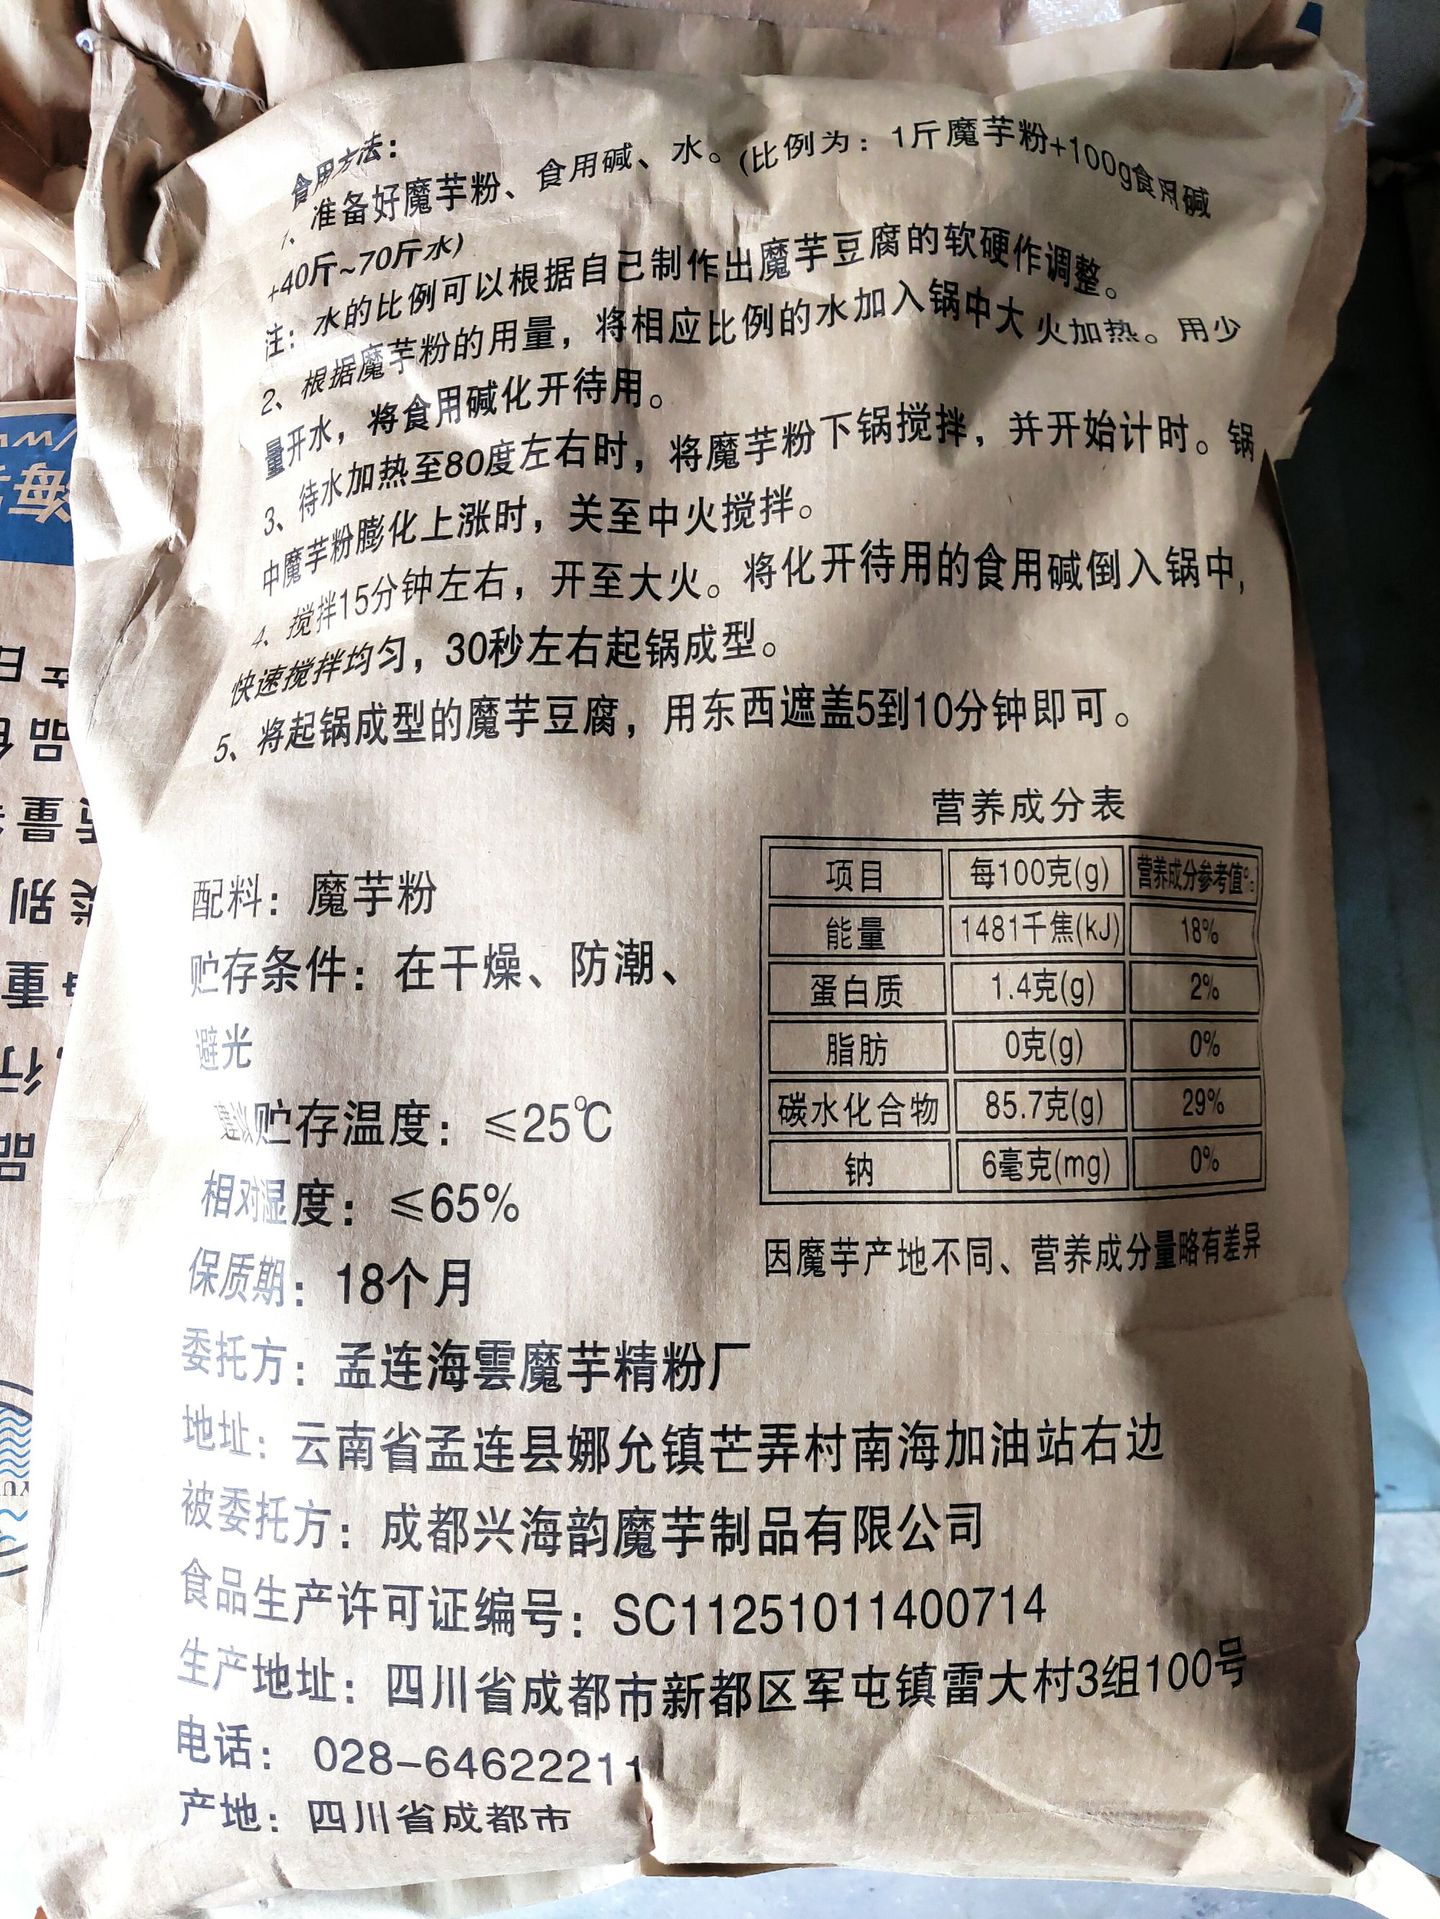 食用方法：
1、准备好魔芋粉、食用碱、水。（比例为：1斤魔芋粉+100g食用碱
+40斤~70斤水）
注：水的比例可以根据自己制作出魔芋豆腐的软硬作调整。
2、根据魔芋粉的用量，将相应比例的水加入锅中大火加热。用少
量开水，将食用碱化开待用。
3、待水加热至80度左右时，将魔芋粉下锅搅拌，并开始计时。锅
中魔芋粉膨化上涨时，关至中火搅拌。
4、搅拌15分钟左右，开至大火。将化开待用的食用碱倒入锅中，
快速搅拌均匀，30秒左右起锅成型。
5、将起锅成型的魔芋豆腐，用东西遮盖5到10分钟即可。
营养成分表
项目 每100克(g) 营养成分参考值%
能量 1481千焦(kJ) 18%
蛋白质 1.4克(g) 2%
脂肪 0克(g) 0%
碳水化合物 85.7克(g) 29%
钠 6毫克(mg) 0%
因魔芋产地不同、营养成分量略有差异
配料：魔芋粉
贮存条件：在干燥、防潮、
避光
建议贮存温度：≤25℃
相对湿度：≤65%
保质期：18个月
委托方：孟连海雲魔芋精粉厂
地址：云南省孟连县娜允镇芒弄村南海加油站右边
被委托方：成都兴海韵魔芋制品有限公司
食品生产许可证编号：SC11251011400714
生产地址：四川省成都市新都区军屯镇雷大村3组100号
电话：028-64622211
产地：四川省成都市